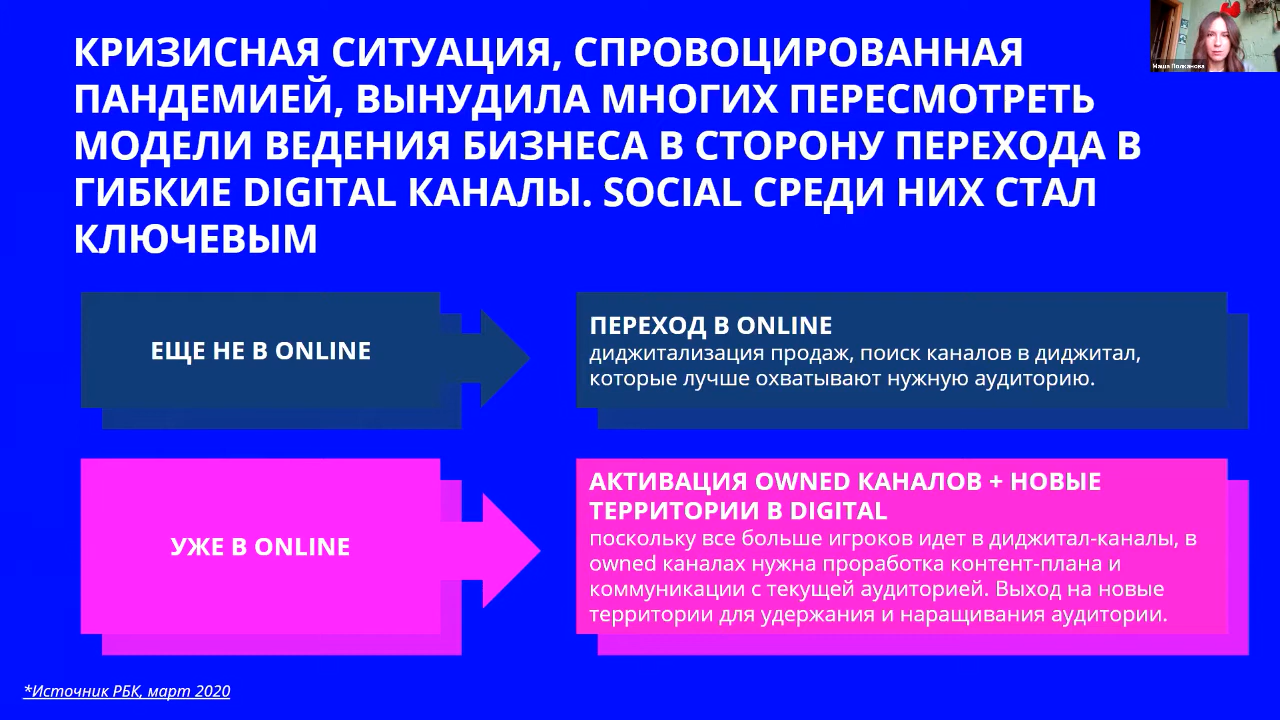 КРИЗИСНАЯ СИТУАЦИЯ, СПРОВОЦИРОВАННАЯ
ПАНДЕМИЕЙ, ВЫНУДИЛА МНОГИХ ПЕРЕСМОТРЕТЬ
МОДЕЛИ ВЕДЕНИЯ БИЗНЕСА В СТОРОНУ ПЕРЕХОДА В
ГИБКИЕ DIGITAL КАНАЛЫ. SOCIAL СРЕДИ НИХ СТАЛ
КЛЮЧЕВЫМ
Маша Полканова
ЕЩЕ НЕ В ONLINE
ПЕРЕХОД В ONLINE
диджитализация продаж, поиск каналов в диджитал,
которые лучше охватывают нужную аудиторию.
УЖЕ В ONLINE
АКТИВАЦИЯ OWNED КАНАЛОВ + НОВЫЕ
ТЕРРИТОРИИ В DIGITAL
поскольку все больше игроков идет в диджитал-каналы, в
owned каналах нужна проработка контент-плана и
коммуникации с текущей аудиторией. Выход на новые
территории для удержания и наращивания аудитории.
*Источник РБК, март 2020